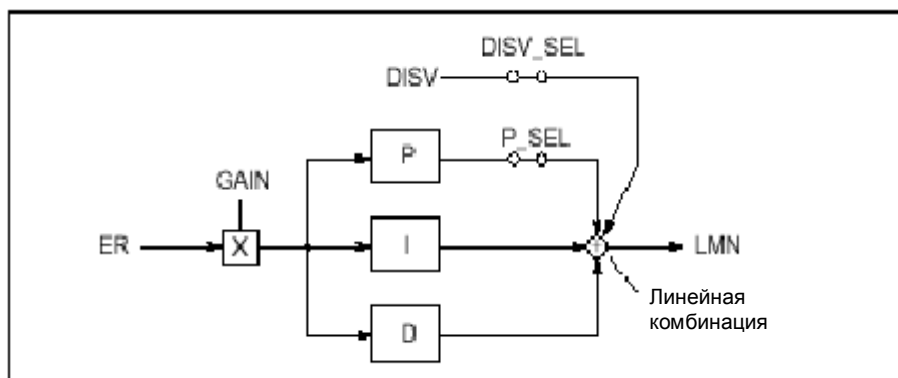 DISV_SEL
DISV
P_SEL
P
GAIN
ER
X
I
+
LMN
Линейная
комбинация
D